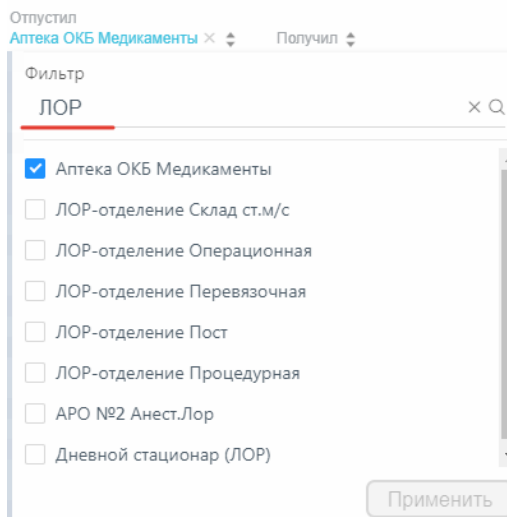 Отпустил
Аптека ОКБ Медикаменты Получил
Фильтр
ЛОР
Аптека ОКБ Медикаменты
ЛОР-отделение Склад ст.м/с
ЛОР-отделение Операционная
ЛОР-отделение Перевязочная
ЛОР-отделение Пост
ЛОР-отделение Процедурная
АРО №2 Анест.Лор
Дневной стационар (ЛОР)
Применить